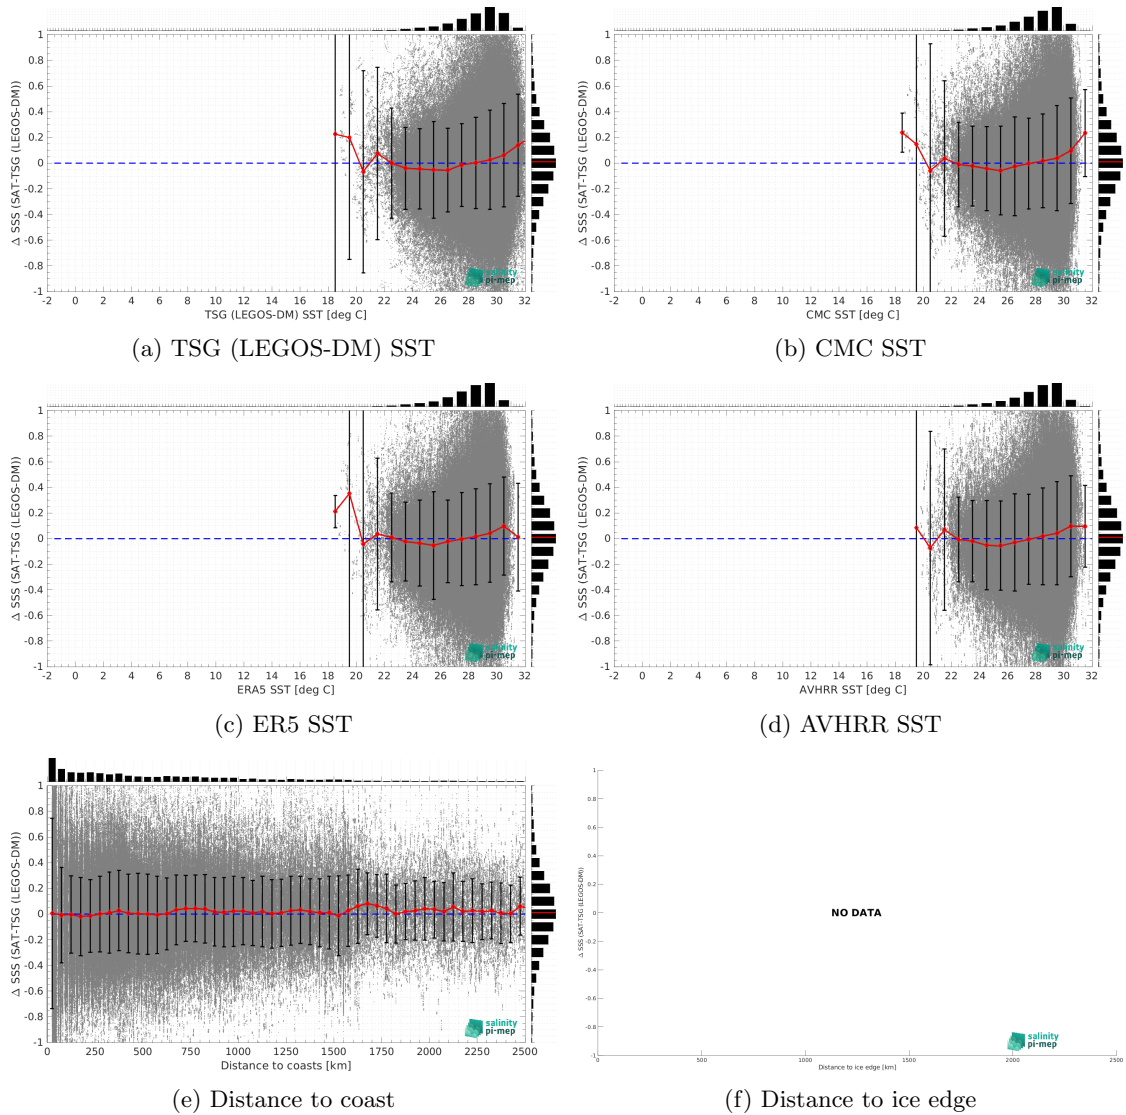 1
0.8
0.6
0.4
0.2
0
-0.2
-0.4
-0.6
-0.8
-1
Δ SSS (SAT-TSG (LEGOS-DM))
salinity
pi-mep
-2 0 2 4 6 8 10 12 14 16 18 20 22 24 26 28 30 32
TSG (LEGOS-DM) SST [deg C]
(a) TSG (LEGOS-DM) SST
1
0.8
0.6
0.4
0.2
0
-0.2
-0.4
-0.6
-0.8
-1
Δ SSS (SAT-TSG (LEGOS-DM))
salinity
pi-mep
-2 0 2 4 6 8 10 12 14 16 18 20 22 24 26 28 30 32
CMC SST [deg C]
(b) CMC SST
1
0.8
0.6
0.4
0.2
0
-0.2
-0.4
-0.6
-0.8
-1
Δ SSS (SAT-TSG (LEGOS-DM))
salinity
pi-mep
-2 0 2 4 6 8 10 12 14 16 18 20 22 24 26 28 30 32
ERA5 SST [deg C]
(c) ER5 SST
1
0.8
0.6
0.4
0.2
0
-0.2
-0.4
-0.6
-0.8
-1
Δ SSS (SAT-TSG (LEGOS-DM))
salinity
pi-mep
-2 0 2 4 6 8 10 12 14 16 18 20 22 24 26 28 30 32
AVHRR SST [deg C]
(d) AVHRR SST
1
0.8
0.6
0.4
0.2
0
-0.2
-0.4
-0.6
-0.8
-1
Δ SSS (SAT-TSG (LEGOS-DM))
salinity
pi-mep
0 250 500 750 1000 1250 1500 1750 2000 2250 2500
Distance to coasts [km]
(e) Distance to coast
1
0.8
0.6
0.4
0.2
0
-0.2
-0.4
-0.6
-0.8
-1
Δ SSS (SAT-TSG (LEGOS-DM))
NO DATA
salinity
pi-mep
0 500 1000 1500 2000 2500
Distance to ice edge [km]
(f) Distance to ice edge